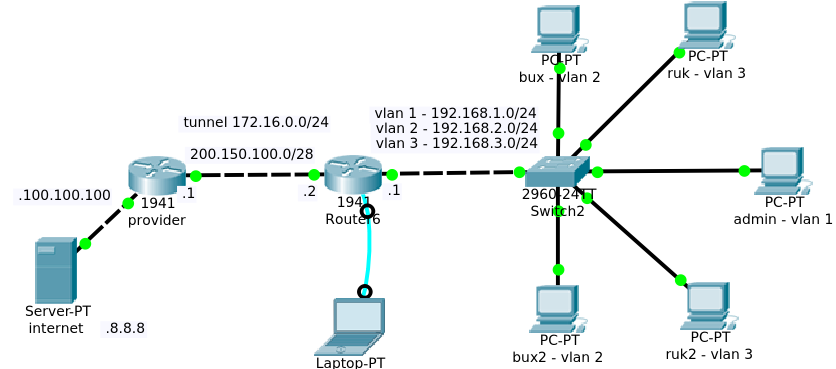 PC-PT
bux - vlan 2
PC-PT
ruk - vlan 3
tunnel 172.16.0.0/24
vlan 1 - 192.168.1.0/24
vlan 2 - 192.168.2.0/24
vlan 3 - 192.168.3.0/24
200.150.100.0/28
.100.100.100
.1
1941
provider
.2
1941
Router6
.1
2960-24TT
Switch2
PC-PT
admin - vlan 1
Server-PT
internet
.8.8.8
Laptop-PT
PC-PT
bux2 - vlan 2
PC-PT
ruk2 - vlan 3